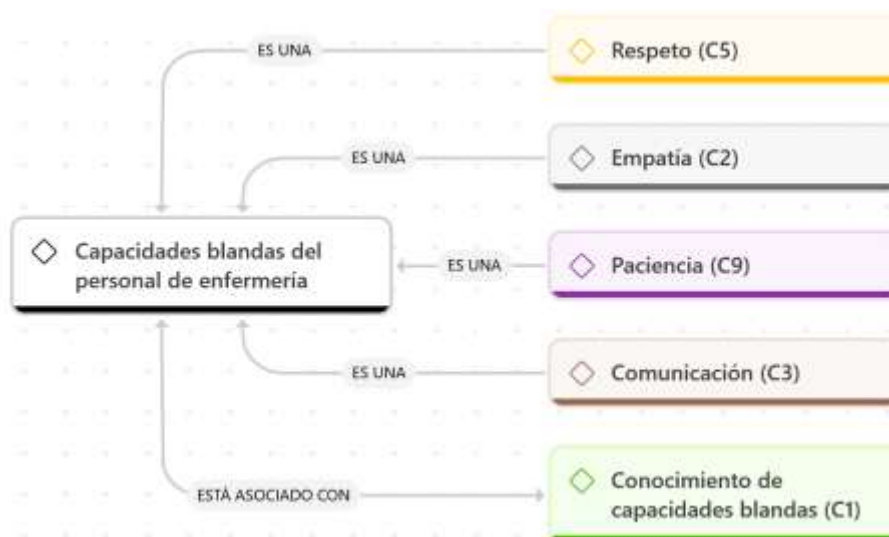 ES UNA
Respeto (C5)
ES UNA
Empatía (C2)
Capacidades blandas del
personal de enfermería
ES UNA
Paciencia (C9)
ES UNA
Comunicación (C3)
ESTÁ ASOCIADO CON
Conocimiento de
capacidades blandas (C1)